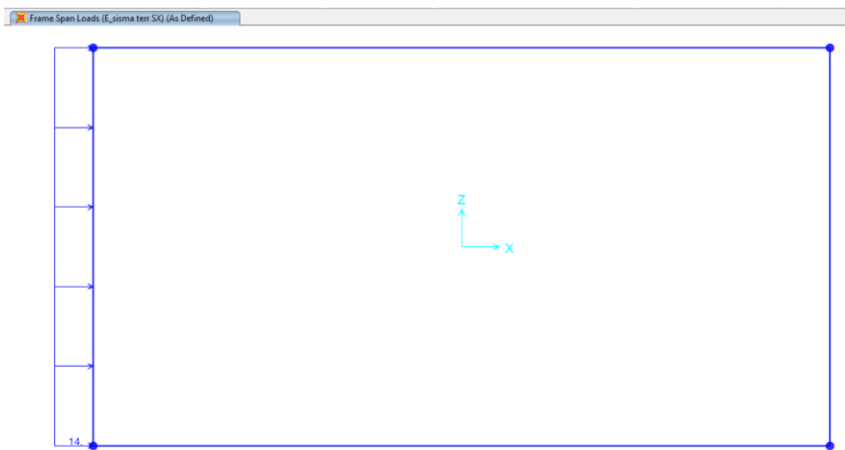 Frame Span Loads (E_sisma terr SX) (As Defined)
Z
X
14,